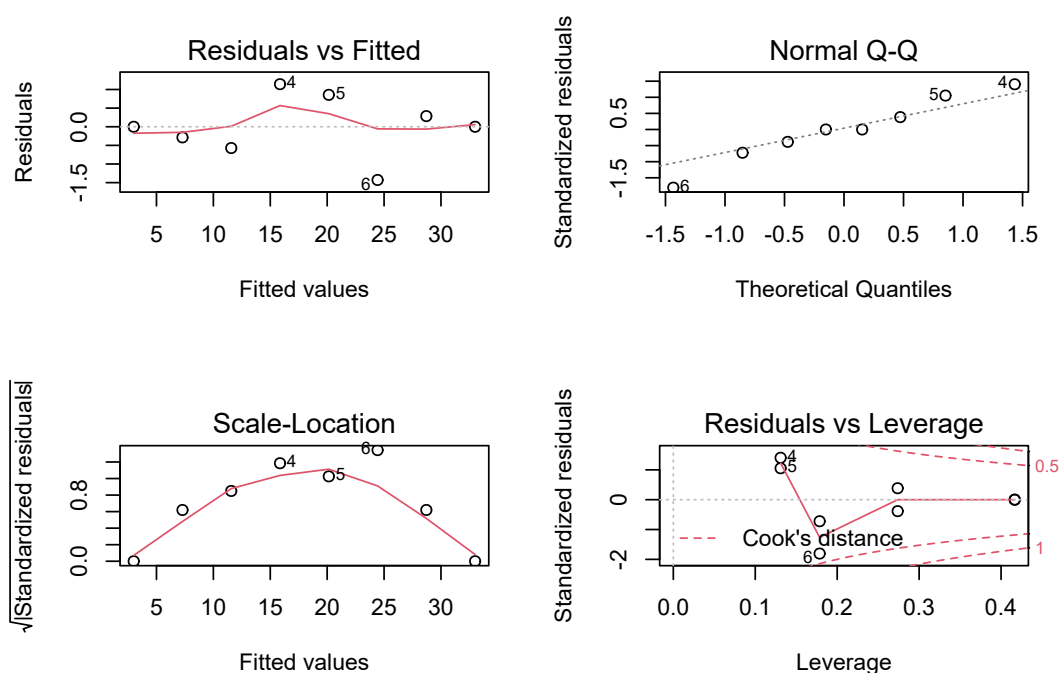 Residuals vs Fitted
Residuals
0.0
-1.5
4
5
6
5 10 15 20 25 30
Fitted values
Normal Q-Q
Standardized residuals
0.5
-1.5
4
5
6
-1.5 -1.0 -0.5 0.0 0.5 1.0 1.5
Theoretical Quantiles
Scale-Location
√|Standardized residuals|
0.8
0.0
6
4
5
5 10 15 20 25 30
Fitted values
Residuals vs Leverage
Standardized residuals
0
-2
4
5
6
Cook's distance
0.5
1
0.0 0.1 0.2 0.3 0.4
Leverage